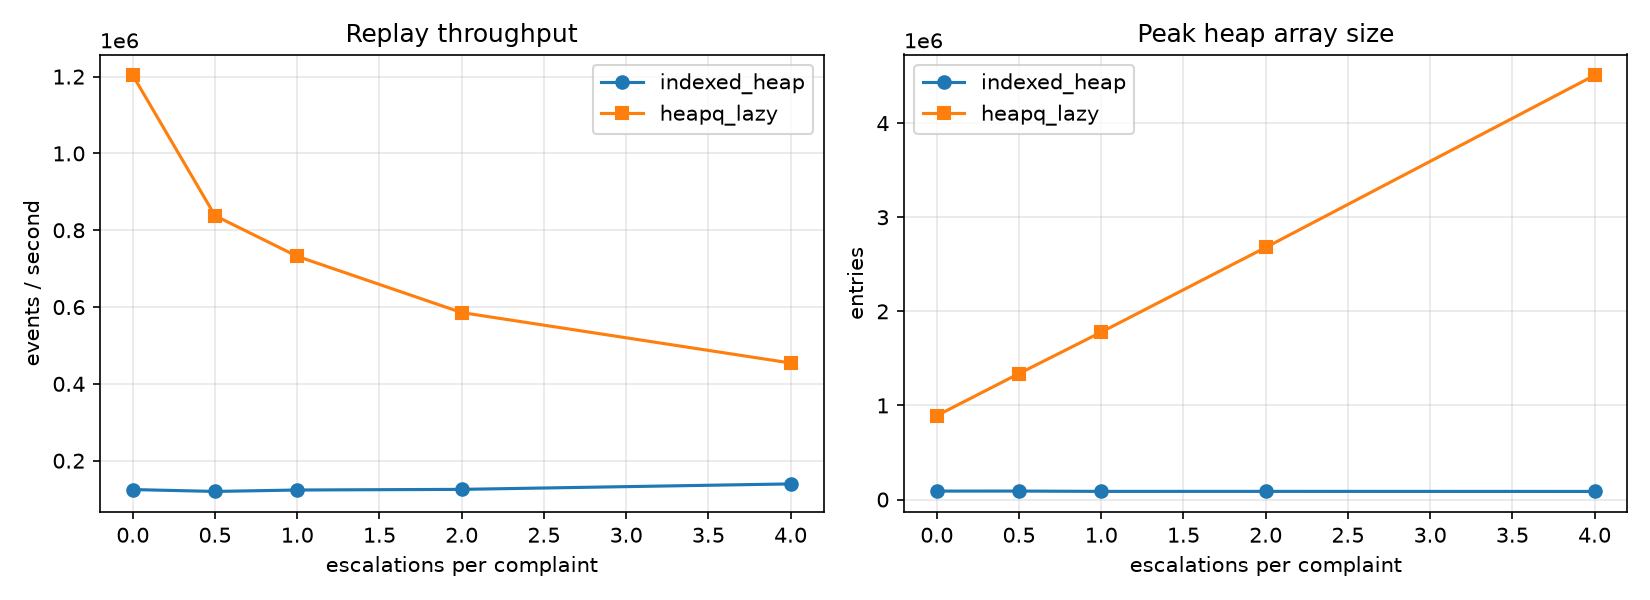 Replay throughput
1e6
1.2
1.0
0.8
0.6
0.4
0.2
events / second
indexed_heap
heapq_lazy
0.0 0.5 1.0 1.5 2.0 2.5 3.0 3.5 4.0
escalations per complaint
Peak heap array size
1e6
indexed_heap
heapq_lazy
4
3
2
1
0
entries
0.0 0.5 1.0 1.5 2.0 2.5 3.0 3.5 4.0
escalations per complaint